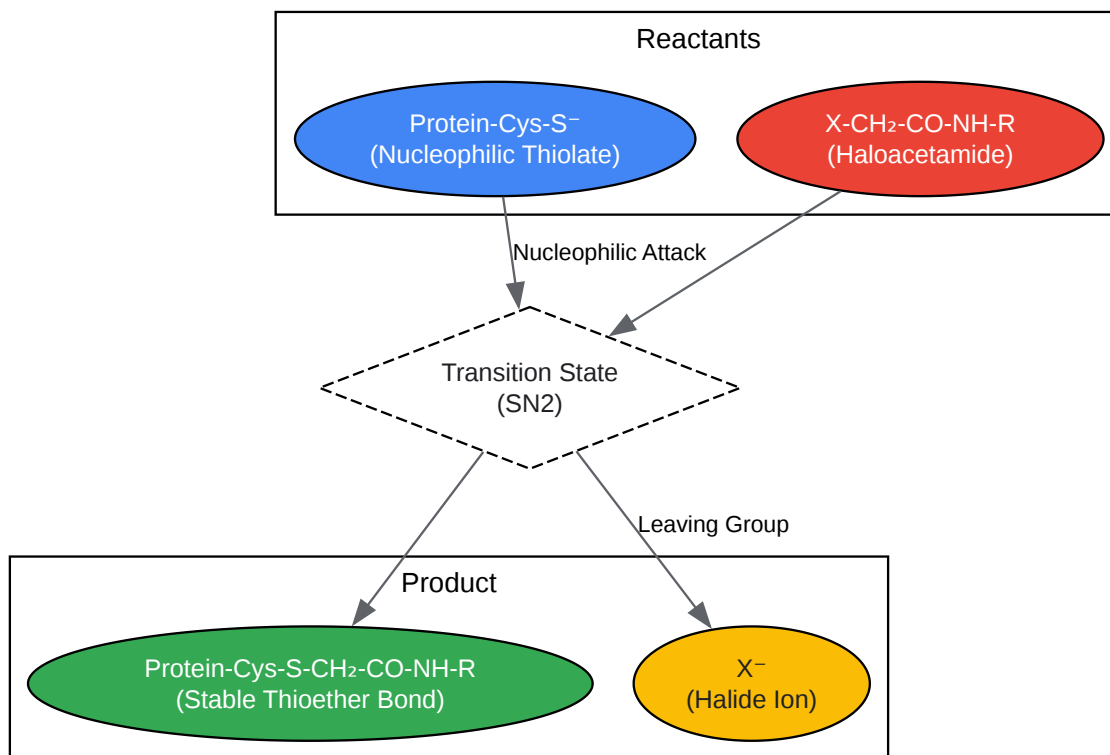 Reactants
Protein-Cys-S⁻
(Nucleophilic Thiolate)
X-CH₂-CO-NH-R
(Haloacetamide)
Nucleophilic Attack
Transition State
(SN2)
Leaving Group
Product
Protein-Cys-S-CH₂-CO-NH-R
(Stable Thioether Bond)
X⁻
(Halide Ion)